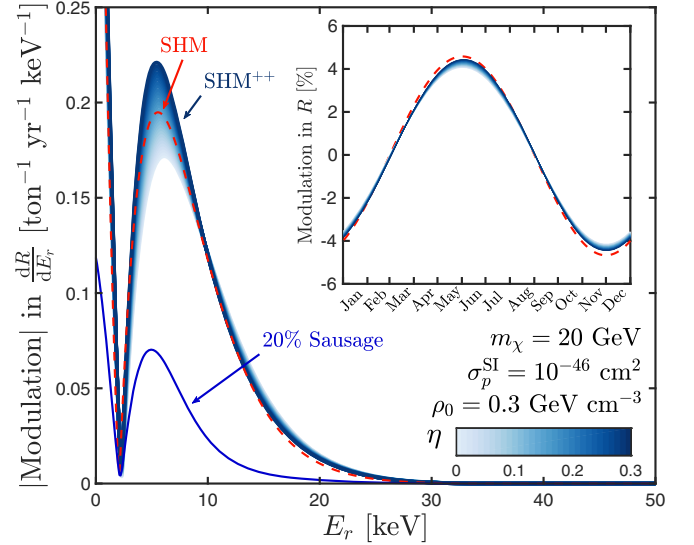 |Modulation| in dR/dE_r [ton⁻¹ yr⁻¹ keV⁻¹]
0.25
0.2
0.15
0.1
0.05
0
SHM
SHM⁺⁺
20% Sausage
Modulation in R [%]
6
4
2
0
-2
-4
-6
Jan Feb Mar Apr May Jun Jul Aug Sep Oct Nov Dec
m_χ = 20 GeV
σ_p^SI = 10⁻⁴⁶ cm²
ρ₀ = 0.3 GeV cm⁻³
η
0 0.1 0.2 0.3
0 10 20 30 40 50
E_r [keV]